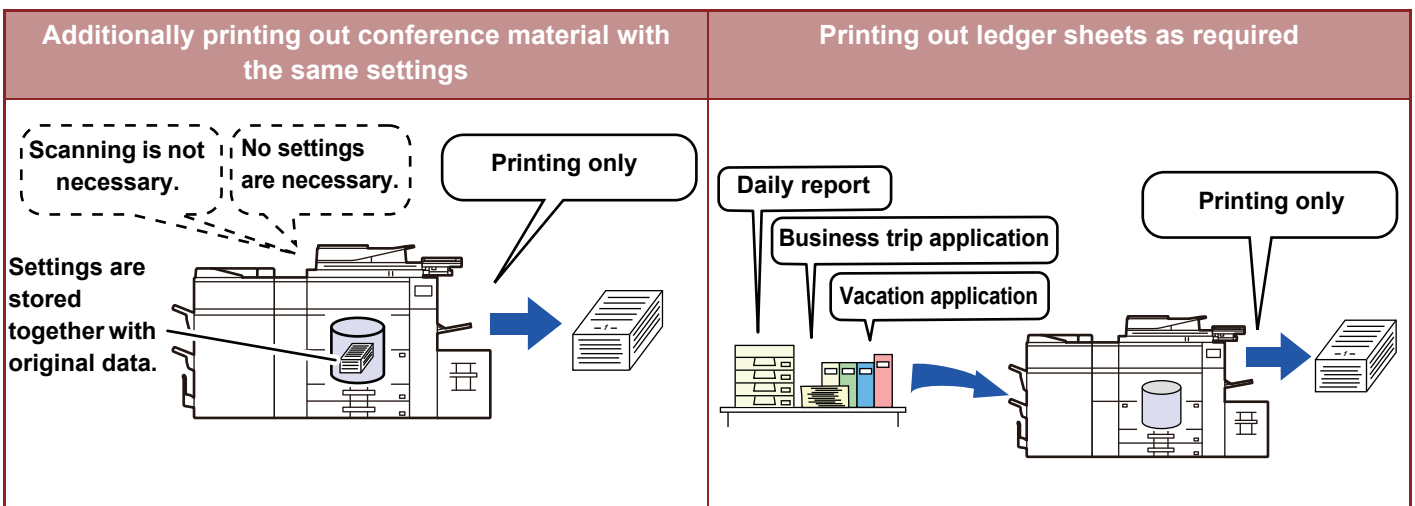 Additionally printing out conference material with
the same settings
Printing out ledger sheets as required
Scanning is not
necessary.
No settings
are necessary.
Printing only
Settings are
stored
together with
original data.
–1–
Daily report
Business trip application
Vacation application
Printing only
–1–